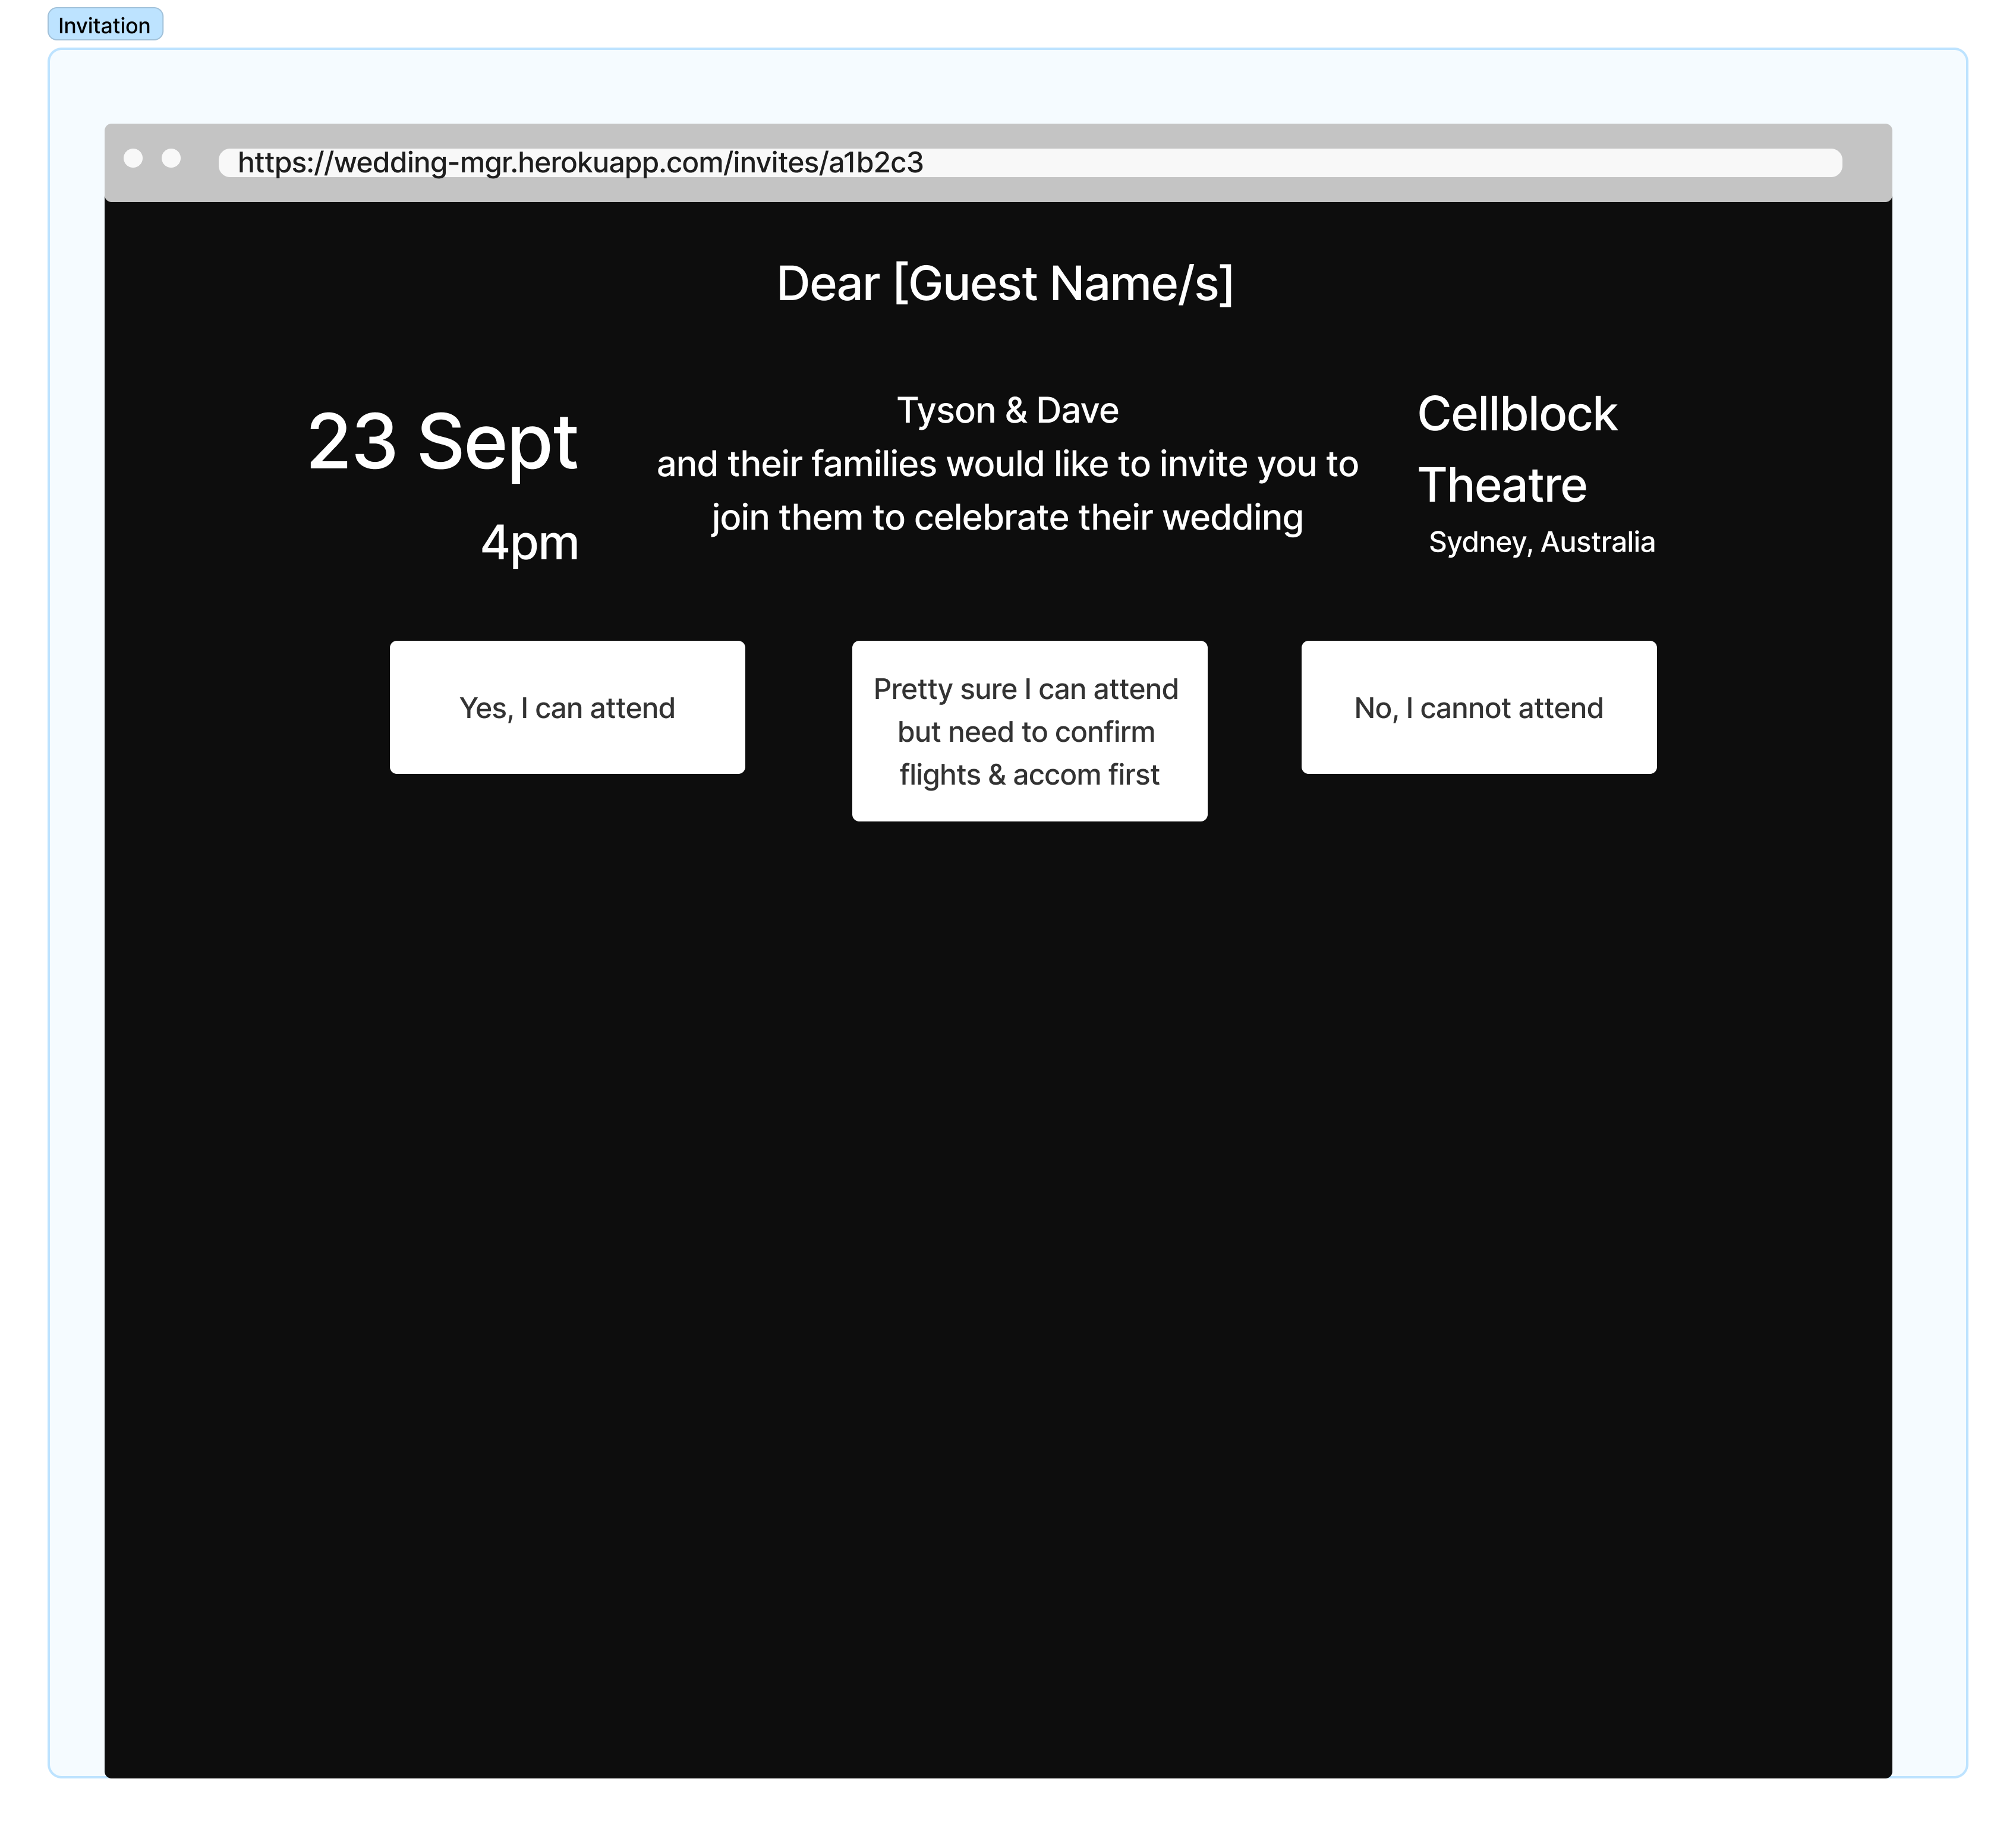 Invitation
https://wedding-mgr.herokuapp.com/invites/a1b2c3
Dear [Guest Name/s]
23 Sept
4pm
Tyson & Dave
and their families would like to invite you to
join them to celebrate their wedding
Cellblock
Theatre
Sydney, Australia
Yes, I can attend
Pretty sure I can attend
but need to confirm
flights & accom first
No, I cannot attend